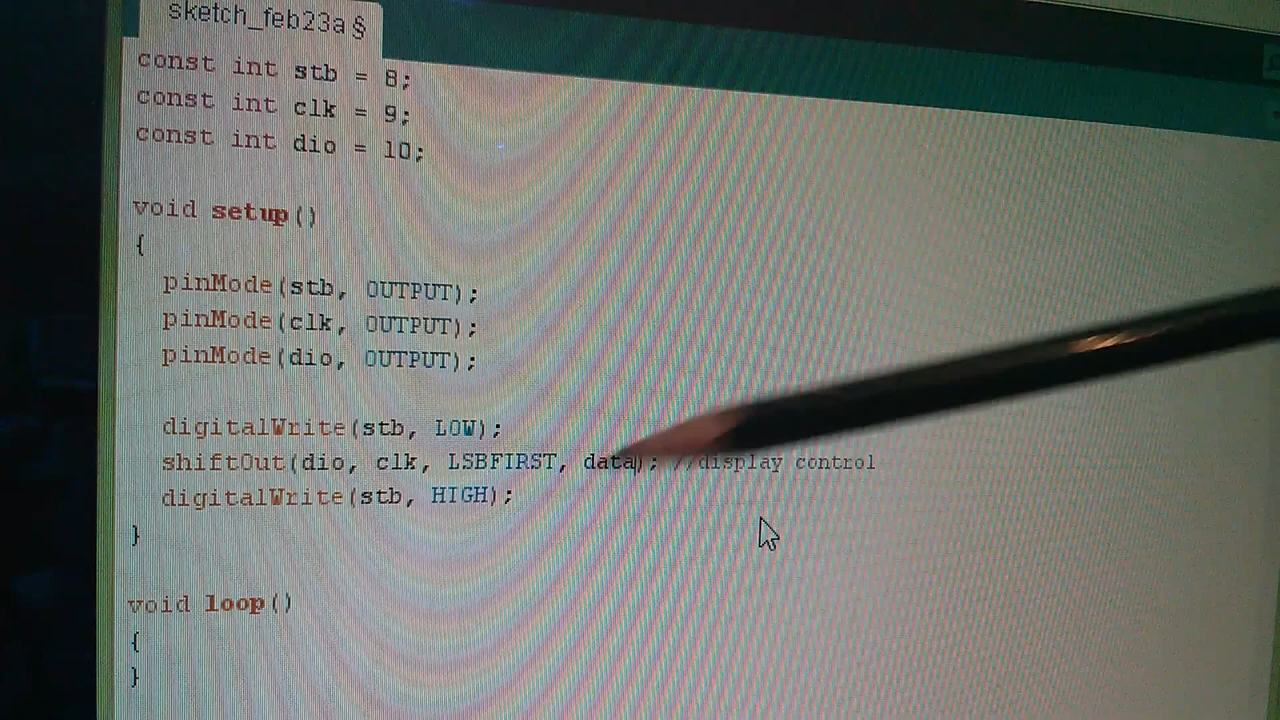 sketch_feb23a §
const int stb = 8;
const int clk = 9;
const int dio = 10;
void setup()
{
pinMode(stb, OUTPUT);
pinMode(clk, OUTPUT);
pinMode(dio, OUTPUT);
digitalWrite(stb, LOW);
shiftOut(dio, clk, LSBFIRST, data); //display control
digitalWrite(stb, HIGH);
}
void loop()
{
}